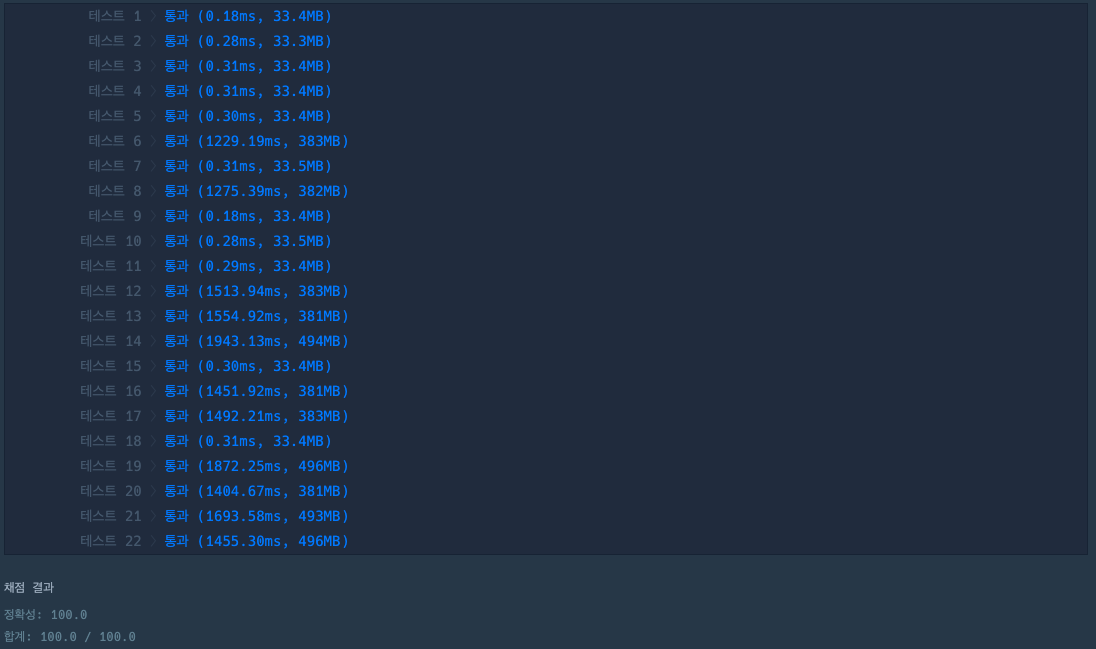 테스트 1 〉 통과 (0.18ms, 33.4MB)
테스트 2 〉 통과 (0.28ms, 33.3MB)
테스트 3 〉 통과 (0.31ms, 33.4MB)
테스트 4 〉 통과 (0.31ms, 33.4MB)
테스트 5 〉 통과 (0.30ms, 33.4MB)
테스트 6 〉 통과 (1229.19ms, 383MB)
테스트 7 〉 통과 (0.31ms, 33.5MB)
테스트 8 〉 통과 (1275.39ms, 382MB)
테스트 9 〉 통과 (0.18ms, 33.4MB)
테스트 10 〉 통과 (0.28ms, 33.5MB)
테스트 11 〉 통과 (0.29ms, 33.4MB)
테스트 12 〉 통과 (1513.94ms, 383MB)
테스트 13 〉 통과 (1554.92ms, 381MB)
테스트 14 〉 통과 (1943.13ms, 494MB)
테스트 15 〉 통과 (0.30ms, 33.4MB)
테스트 16 〉 통과 (1451.92ms, 381MB)
테스트 17 〉 통과 (1492.21ms, 383MB)
테스트 18 〉 통과 (0.31ms, 33.4MB)
테스트 19 〉 통과 (1872.25ms, 496MB)
테스트 20 〉 통과 (1404.67ms, 381MB)
테스트 21 〉 통과 (1693.58ms, 493MB)
테스트 22 〉 통과 (1455.30ms, 496MB)
채점 결과
정확성: 100.0
합계: 100.0 / 100.0